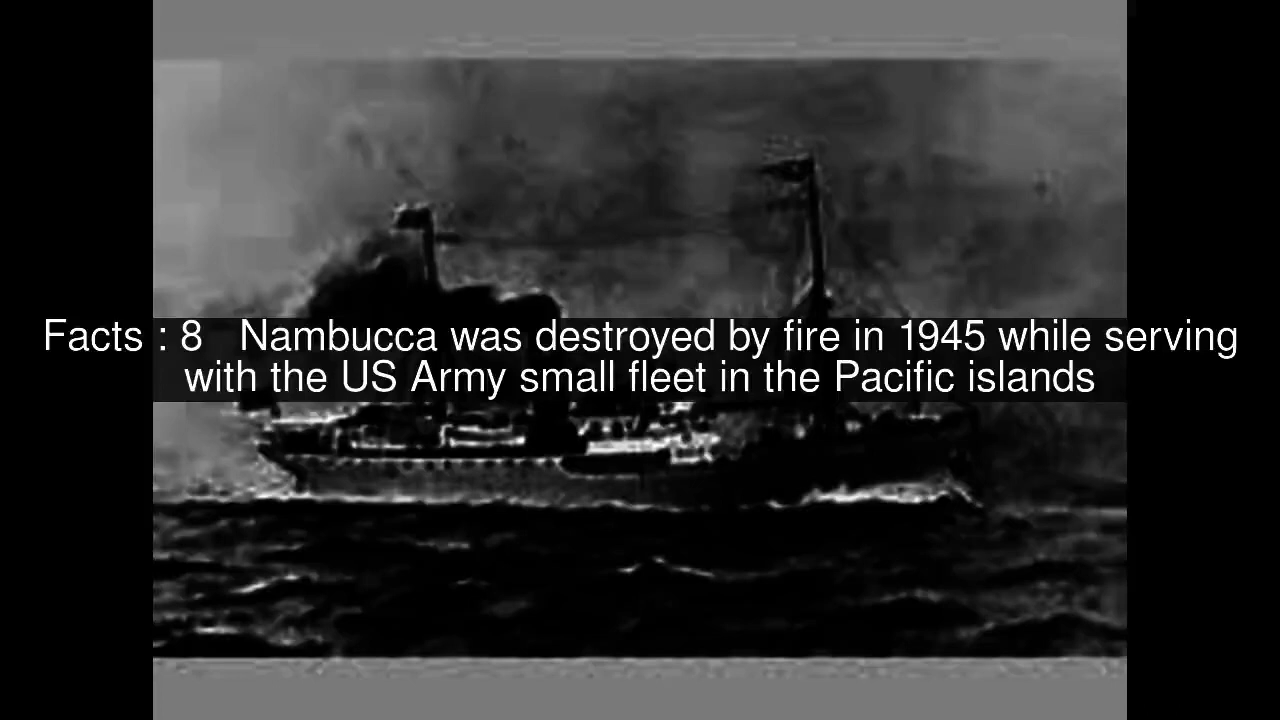 Facts : 8 Nambucca was destroyed by fire in 1945 while serving
with the US Army small fleet in the Pacific islands